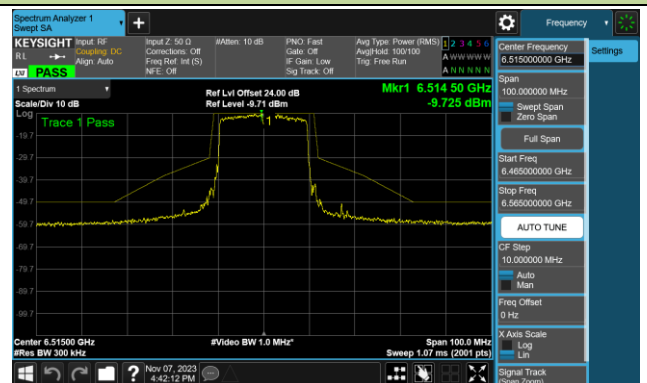 Spectrum Analyzer 1
Swept SA
Frequency
KEYSIGHT
RL
LXI
PASS
Input: RF
Coupling: DC
Align: Auto
Input Z: 50 Ω
Corrections: Off
Freq Ref: Int (S)
NFE: Off
#Atten: 10 dB
PNO: Fast
Gate: Off
IF Gain: Low
Sig Track: Off
Avg Type: Power (RMS)
Avg|Hold: 100/100
Trig: Free Run
1 2 3 4 5 6
A W W W W W
A N N N N N
Center Frequency
6.515000000 GHz
Settings
Span
100.000000 MHz
Swept Span
Zero Span
Full Span
Start Freq
6.465000000 GHz
Stop Freq
6.565000000 GHz
AUTO TUNE
CF Step
10.000000 MHz
Auto
Man
Freq Offset
0 Hz
X Axis Scale
Log
Lin
Signal Track
(Span Zoom)
1 Spectrum
Scale/Div 10 dB
Ref Lvl Offset 24.00 dB
Ref Level -9.71 dBm
Mkr1 6.514 50 GHz
-9.725 dBm
Log
Trace 1 Pass
1
-19.7
-29.7
-39.7
-49.7
-59.7
-69.7
-79.7
-89.7
-99.7
Center 6.51500 GHz
#Res BW 300 kHz
#Video BW 1.0 MHz*
Span 100.0 MHz
Sweep 1.07 ms (2001 pts)
?
Nov 07, 2023
4:42:12 PM